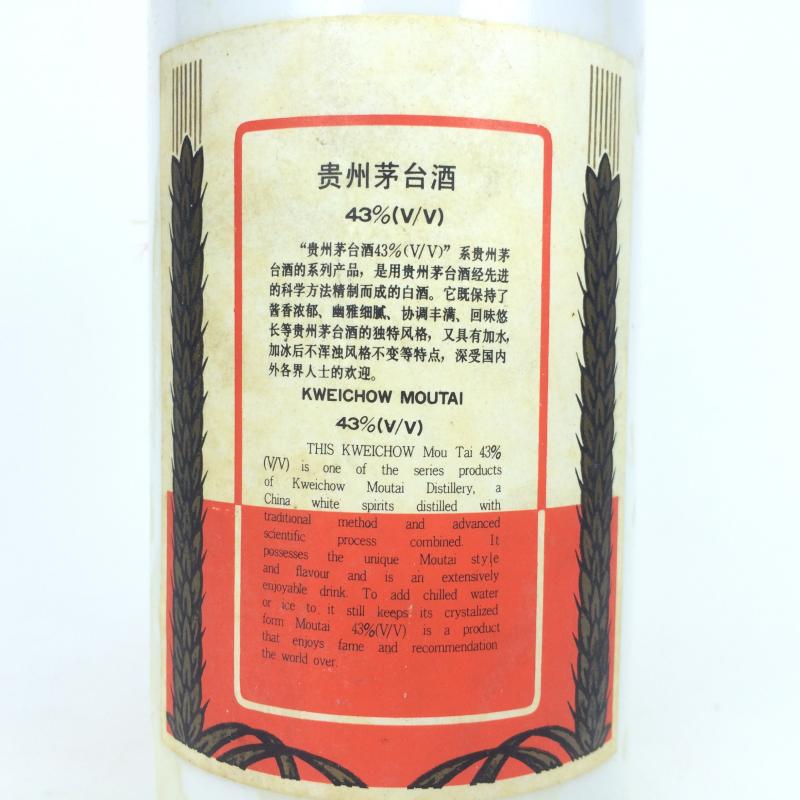 贵州茅台酒
43%(V/V)
“贵州茅台酒43%(V/V)”系贵州茅
台酒的系列产品，是用贵州茅台酒经先进
的科学方法精制而成的白酒。它既保持了
酱香浓郁、幽雅细腻、协调丰满、回味悠
长等贵州茅台酒的独特风格，又具有加水,
加冰后不浑浊风格不变等特点，深受国内
外各界人士的欢迎。
KWEICHOW MOUTAI
43%(V/V)
THIS KWEICHOW Mou Tai 43%
(V/V) is one of the series products
of Kweichow Moutai Distillery, a
China white spirits distilled with
traditional method and advanced
scientific process combined. It
possesses the unique Moutai style
and flavour and is an extensively
enjoyable drink. To add chilled water
or ice to it still keeps its crystalized
form Moutai 43%(V/V) is a product
that enjoys fame and recommendation
the world over.